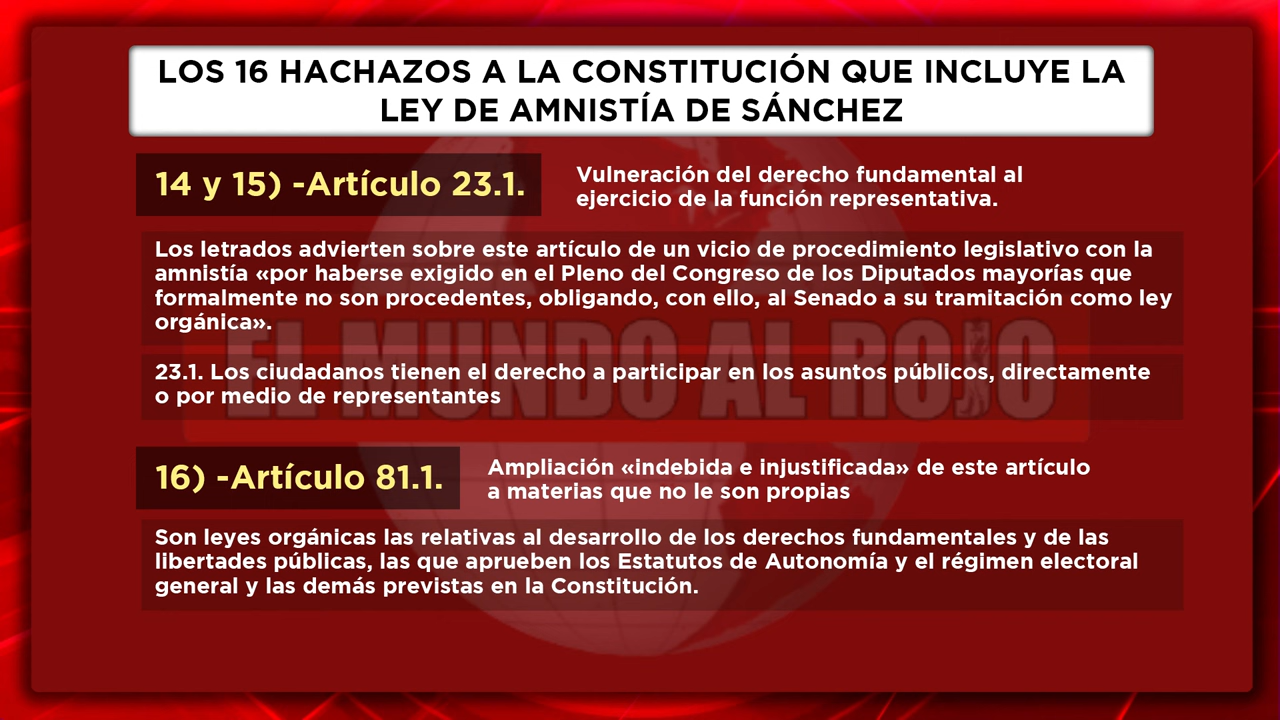 LOS 16 HACHAZOS A LA CONSTITUCIÓN QUE INCLUYE LA
LEY DE AMNISTÍA DE SÁNCHEZ
14 y 15) -Artículo 23.1.
Vulneración del derecho fundamental al
ejercicio de la función representativa.
Los letrados advierten sobre este artículo de un vicio de procedimiento legislativo con la
amnistía «por haberse exigido en el Pleno del Congreso de los Diputados mayorías que
formalmente no son procedentes, obligando, con ello, al Senado a su tramitación como ley
orgánica».
EL MUNDO AL ROJO
23.1. Los ciudadanos tienen el derecho a participar en los asuntos públicos, directamente
o por medio de representantes
16) -Artículo 81.1.
Ampliación «indebida e injustificada» de este artículo
a materias que no le son propias
Son leyes orgánicas las relativas al desarrollo de los derechos fundamentales y de las
libertades públicas, las que aprueben los Estatutos de Autonomía y el régimen electoral
general y las demás previstas en la Constitución.